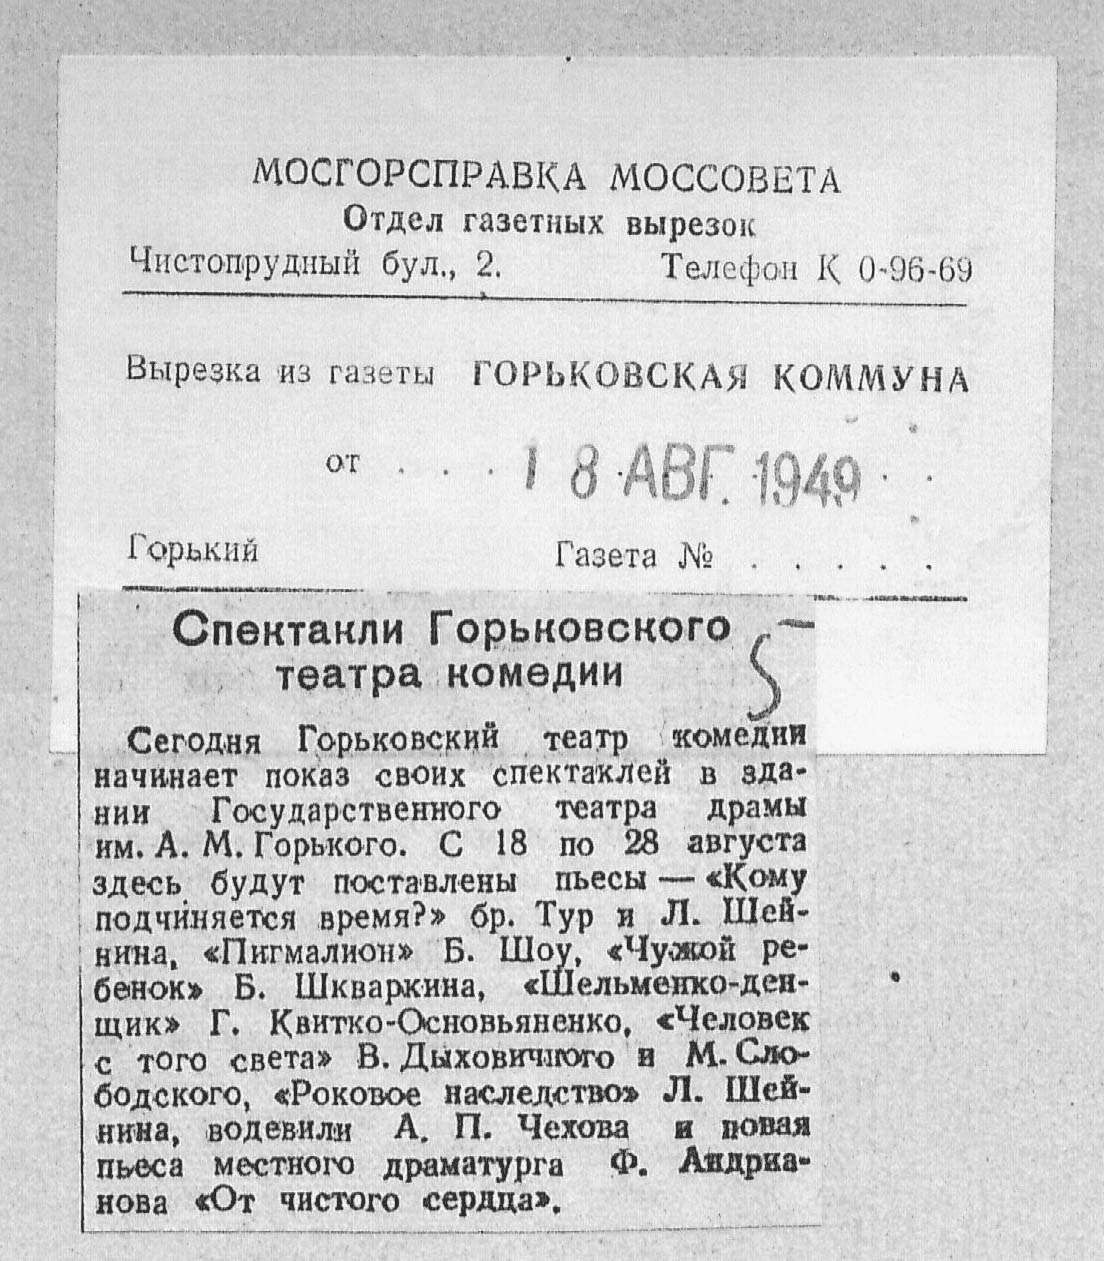 МОСГОРСПРАВКА МОССОВЕТА
Отдел газетных вырезок
Чистопрудный бул., 2. Телефон К 0-96-69
Вырезка из газеты ГОРЬКОВСКАЯ КОММУНА
от . . . 18 АВГ. 1949 . .
Горький Газета № . . . . .
Спектакли Горьковского
театра комедии
5
Сегодня Горьковский театр комедии
начинает показ своих спектаклей в зда-
нии Государственного театра драмы
им. А. М. Горького. С 18 по 28 августа
здесь будут поставлены пьесы — «Кому
подчиняется время?» бр. Тур и Л. Шей-
нина, «Пигмалион» Б. Шоу, «Чужой ре-
бенок» Б. Шкваркина, «Шельменко-ден-
щик» Г. Квитко-Основьяненко, «Человек
с того света» В. Дыховичного и М. Сло-
бодского, «Роковое наследство» Л. Шей-
нина, водевили А. П. Чехова и новая
пьеса местного драматурга Ф. Андриа-
нова «От чистого сердца».